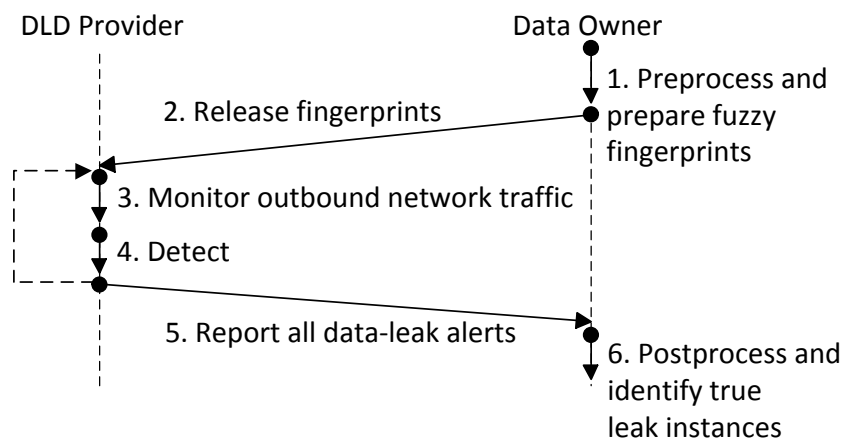 DLD Provider
Data Owner
1. Preprocess and
prepare fuzzy
fingerprints
2. Release fingerprints
3. Monitor outbound network traffic
4. Detect
5. Report all data-leak alerts
6. Postprocess and
identify true
leak instances